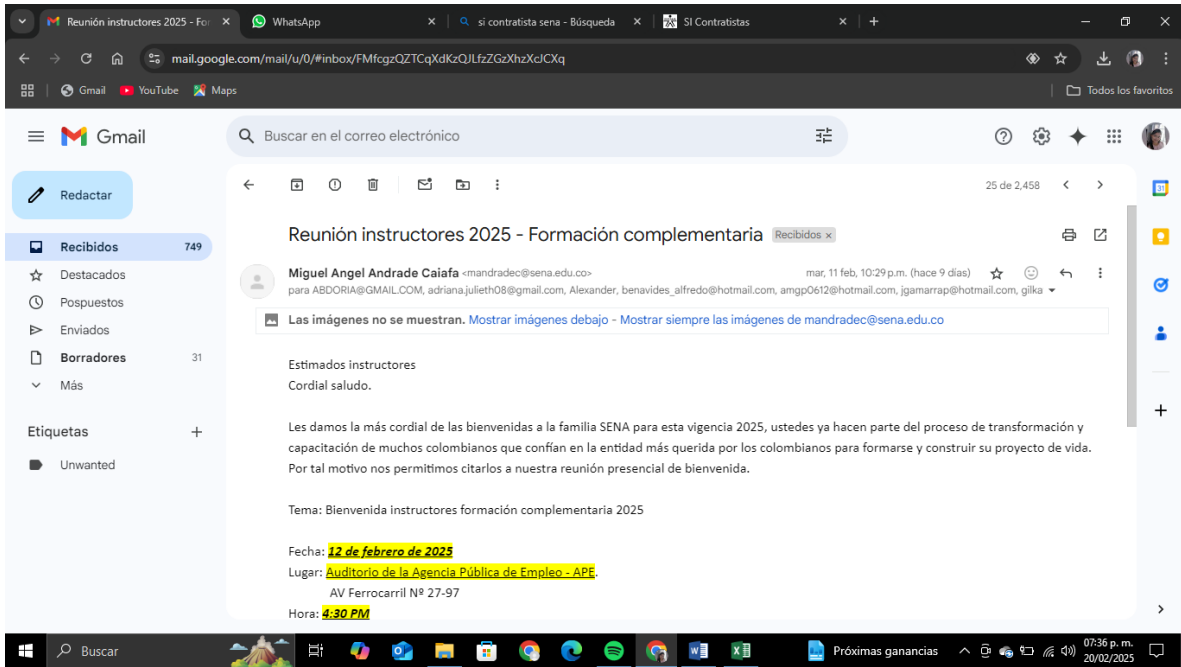 Reunión instructores 2025 - For
WhatsApp
si contratista sena - Búsqueda
SI Contratistas
mail.google.com/mail/u/0/#inbox/FMfcgzQZTCqXdKzQJLfzZGzXhzXcJCXq
Gmail
YouTube
Maps
Todos los favoritos
Gmail
Buscar en el correo electrónico
Redactar
25 de 2,458
Recibidos 749
Destacados
Pospuestos
Enviados
Borradores 31
Más
Etiquetas
Unwanted
Reunión instructores 2025 - Formación complementaria Recibidos x
Miguel Angel Andrade Caiafa <mandradec@sena.edu.co> mar, 11 feb, 10:29 p.m. (hace 9 días)
para ABDORIA@GMAIL.COM, adriana.julieth08@gmail.com, Alexander, benavides_alfredo@hotmail.com, amgp0612@hotmail.com, jgamarrap@hotmail.com, gilka
Las imágenes no se muestran. Mostrar imágenes debajo - Mostrar siempre las imágenes de mandradec@sena.edu.co
Estimados instructores
Cordial saludo.
Les damos la más cordial de las bienvenidas a la familia SENA para esta vigencia 2025, ustedes ya hacen parte del proceso de transformación y
capacitación de muchos colombianos que confían en la entidad más querida por los colombianos para formarse y construir su proyecto de vida.
Por tal motivo nos permitimos citarlos a nuestra reunión presencial de bienvenida.
Tema: Bienvenida instructores formación complementaria 2025
Fecha: 12 de febrero de 2025
Lugar: Auditorio de la Agencia Pública de Empleo - APE.
AV Ferrocarril Nº 27-97
Hora: 4:30 PM
31
Buscar
Próximas ganancias
07:36 p. m.
20/02/2025